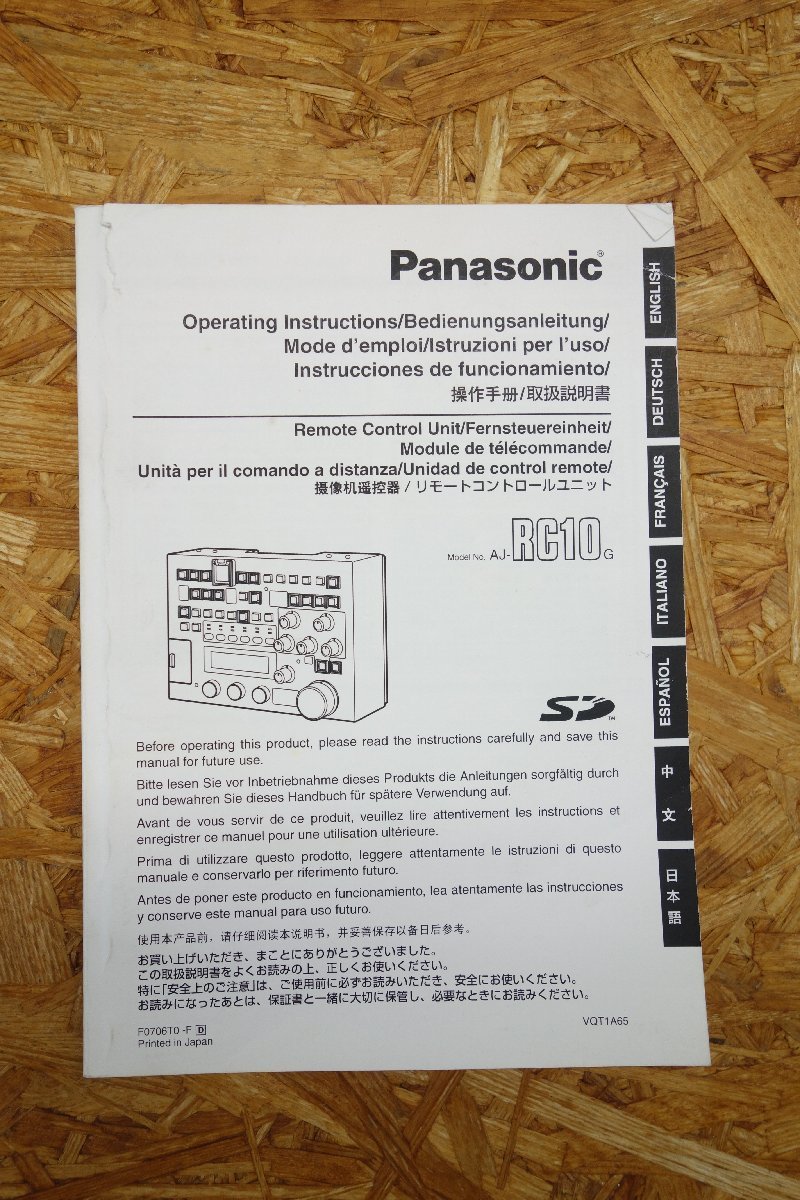 Panasonic®
Operating Instructions/Bedienungsanleitung/
Mode d'emploi/Istruzioni per l'uso/
Instrucciones de funcionamiento/
操作手册/取扱説明書
Remote Control Unit/Fernsteuereinheit/
Module de télécommande/
Unità per il comando a distanza/Unidad de control remote/
摄像机遥控器 / リモートコントロールユニット
Model No. AJ-RC10G
SD™
Before operating this product, please read the instructions carefully and save this
manual for future use.
Bitte lesen Sie vor Inbetriebnahme dieses Produkts die Anleitungen sorgfältig durch
und bewahren Sie dieses Handbuch für spätere Verwendung auf.
Avant de vous servir de ce produit, veuillez lire attentivement les instructions et
enregistrer ce manuel pour une utilisation ultérieure.
Prima di utilizzare questo prodotto, leggere attentamente le istruzioni di questo
manuale e conservarlo per riferimento futuro.
Antes de poner este producto en funcionamiento, lea atentamente las instrucciones
y conserve este manual para uso futuro.
使用本产品前，请仔细阅读本说明书，并妥善保存以备日后参考。
お買い上げいただき、まことにありがとうございました。
この取扱説明書をよくお読みの上、正しくお使いください。
特に「安全上のご注意」は、ご使用前に必ずお読みいただき、安全にお使いください。
お読みになったあとは、保証書と一緒に大切に保管し、必要なときにお読みください。
F0706T0 -F D
Printed in Japan
VQT1A65
ENGLISH
DEUTSCH
FRANÇAIS
ITALIANO
ESPAÑOL
中文
日本語